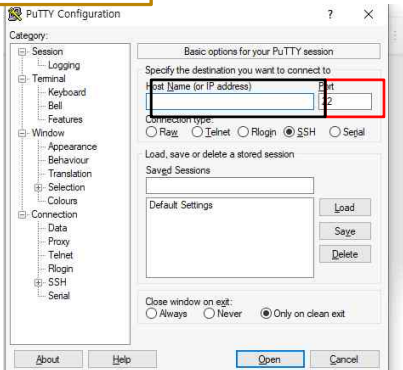 PuTTY Configuration ? ×
Category:
Session
Logging
Terminal
Keyboard
Bell
Features
Window
Appearance
Behaviour
Translation
Selection
Colours
Connection
Data
Proxy
Telnet
Rlogin
SSH
Serial
Basic options for your PuTTY session
Specify the destination you want to connect to
Host Name (or IP address) Port
22
Connection type:
Raw Telnet Rlogin SSH Serial
Load, save or delete a stored session
Saved Sessions
Default Settings
Load
Save
Delete
Close window on exit:
Always Never Only on clean exit
About Help Open Cancel